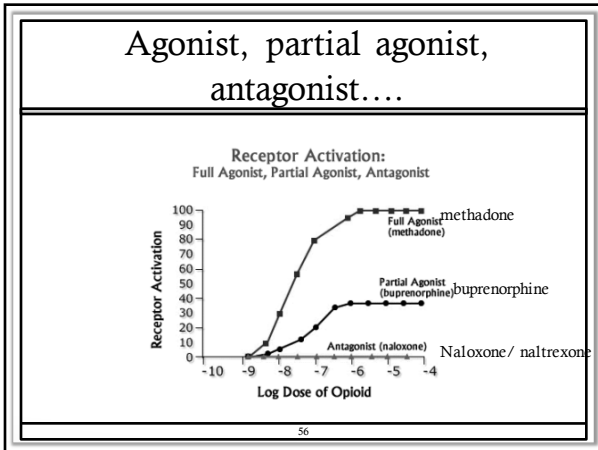 Agonist, partial agonist,
antagonist....
Receptor Activation:
Full Agonist, Partial Agonist, Antagonist
Receptor Activation
100
90
80
70
60
50
40
30
20
10
0
Full Agonist
(methadone)
methadone
Partial Agonist
(buprenorphine)
buprenorphine
Antagonist (naloxone)
Naloxone/ naltrexone
-10 -9 -8 -7 -6 -5 -4
Log Dose of Opioid
56